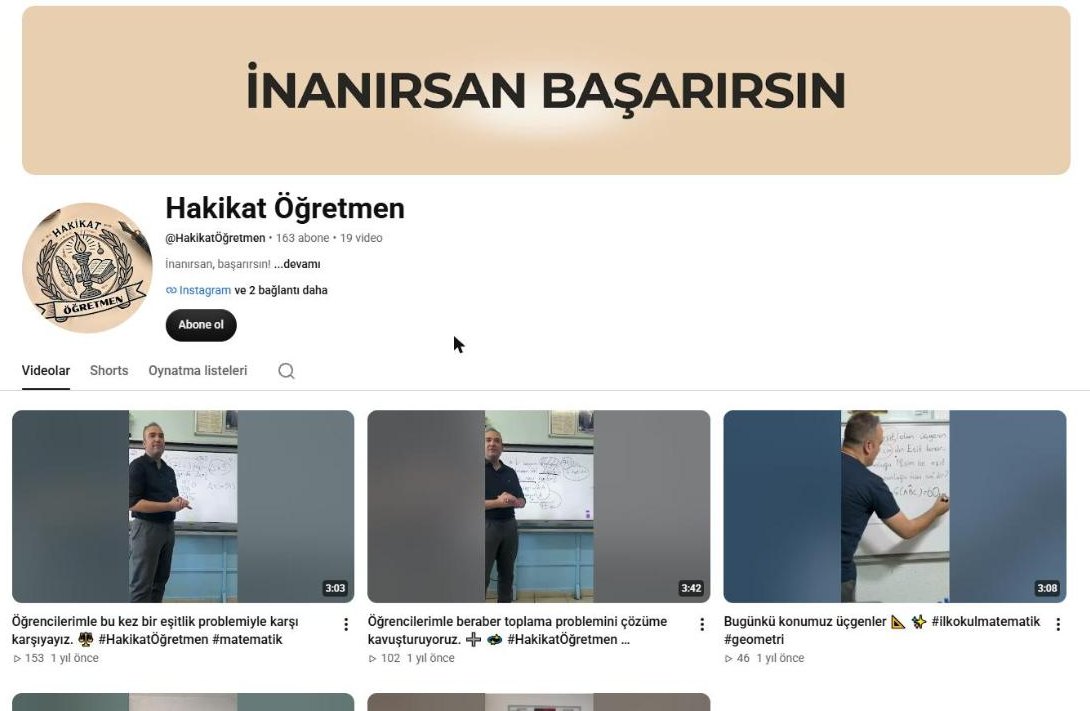 İNANIRSAN BAŞARIRSIN
HAKİKAT
ÖĞRETMEN
Hakikat Öğretmen
@HakikatÖğretmen • 163 abone • 19 video
İnanırsan, başarırsın! ...devamı
Instagram ve 2 bağlantı daha
Abone ol
Videolar Shorts Oynatma listeleri
3:03
3:42
3:08
Öğrencilerimle bu kez bir eşitlik problemiyle karşı
karşıyayız. #HakikatÖğretmen #matematik
153 1 yıl önce
Öğrencilerimle beraber toplama problemini çözüme
kavuşturuyoruz. #HakikatÖğretmen ...
102 1 yıl önce
Bugünkü konumuz üçgenler #ilkokulmatematik
#geometri
46 1 yıl önce